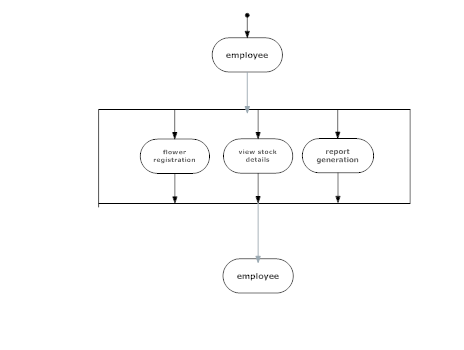 employee
flower
registration
view stock
details
report
generation
employee